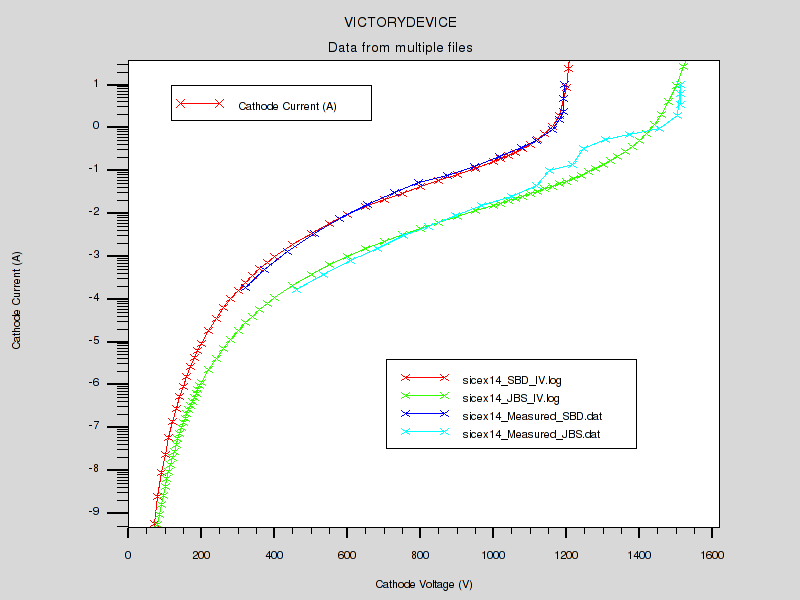 VICTORYDEVICE
Data from multiple files
Cathode Current (A)
1
0
-1
-2
-3
-4
-5
-6
-7
-8
-9
Cathode Current (A)
sicex14_SBD_IV.log
sicex14_JBS_IV.log
sicex14_Measured_SBD.dat
sicex14_Measured_JBS.dat
0 200 400 600 800 1000 1200 1400 1600
Cathode Voltage (V)